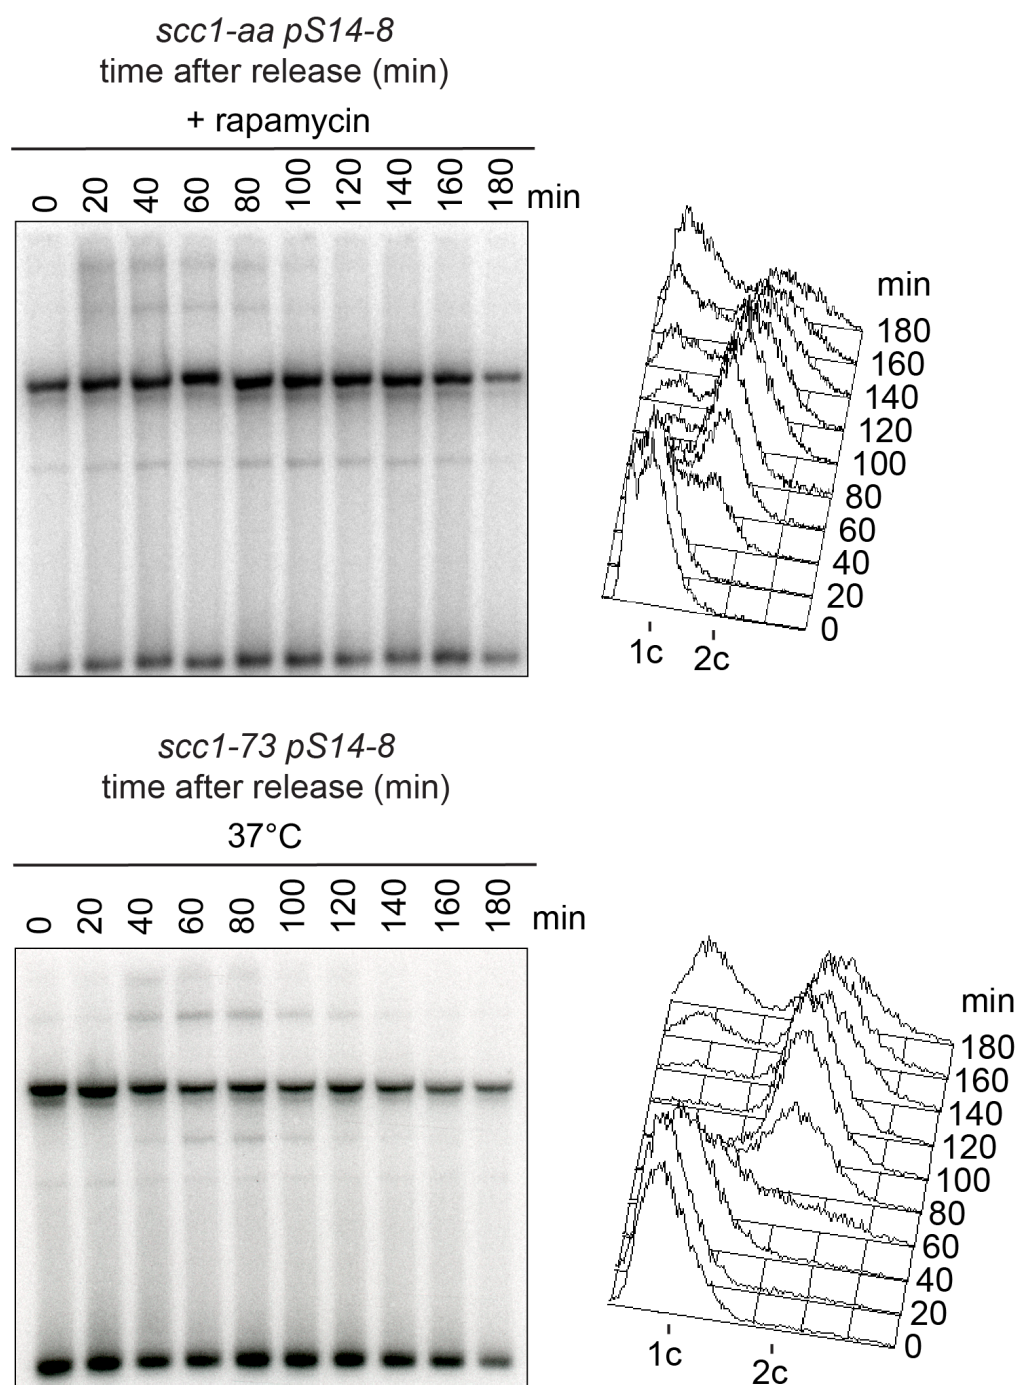 scc1-aa pS14-8
time after release (min)
+ rapamycin
0 20 40 60 80 100 120 140 160 180 min
min
180
160
140
120
100
80
60
40
20
0
1c 2c
scc1-73 pS14-8
time after release (min)
37°C
0 20 40 60 80 100 120 140 160 180 min
min
180
160
140
120
100
80
60
40
20
0
1c 2c